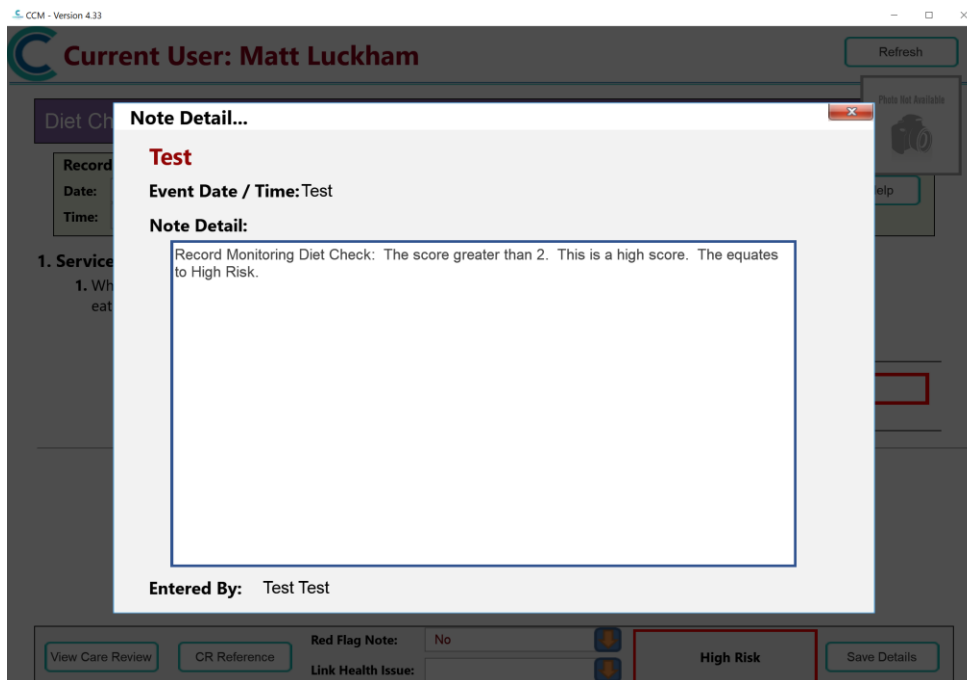 CCM - Version 4.33
Current User: Matt Luckham
Refresh
Photo Not Available
Diet Ch
Note Detail...
Test
Record
Date:
Event Date / Time: Test
elp
Time:
Note Detail:
1. Service
Record Monitoring Diet Check: The score greater than 2. This is a high score. The equates
to High Risk.
1. Wh
eat
Entered By: Test Test
Red Flag Note: No
View Care Review
CR Reference
High Risk
Save Details
Link Health Issue: